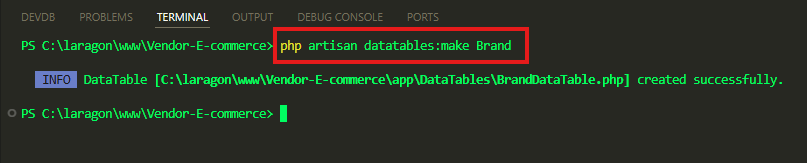 DEVDB PROBLEMS TERMINAL OUTPUT DEBUG CONSOLE PORTS
PS C:\laragon\www\Vendor-E-commerce> php artisan datatables:make Brand
INFO DataTable [C:\laragon\www\Vendor-E-commerce\app\DataTables\BrandDataTable.php] created successfully.
PS C:\laragon\www\Vendor-E-commerce>